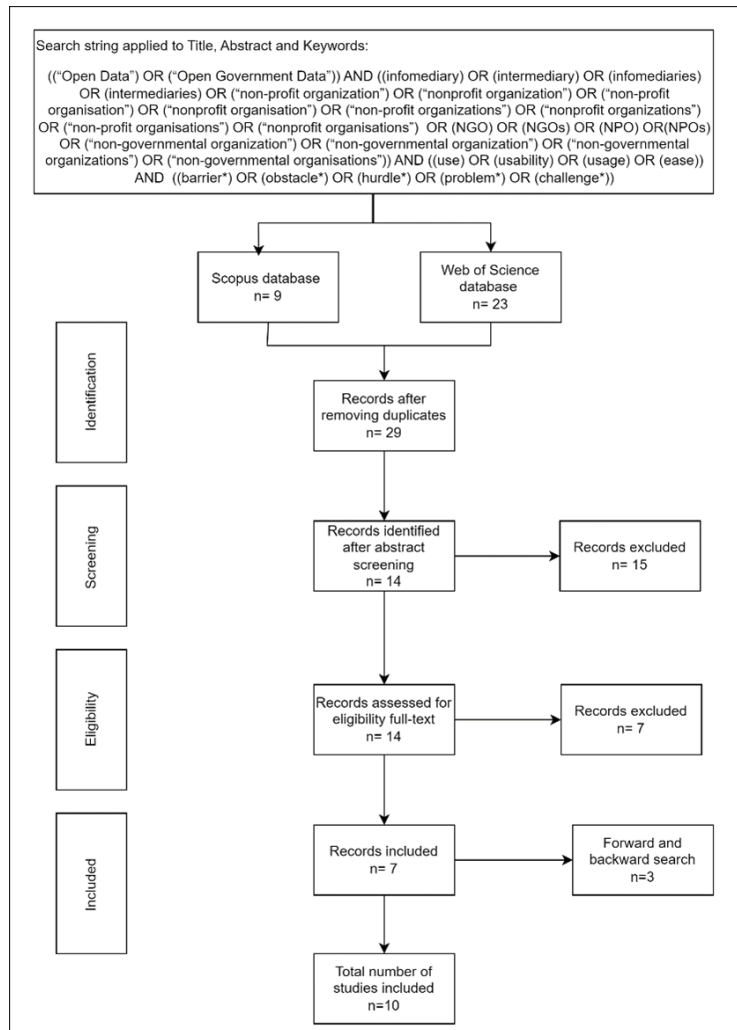 Search string applied to Title, Abstract and Keywords:
((“Open Data”) OR (“Open Government Data”)) AND ((infomediary) OR (intermediary) OR (infomediaries)
OR (intermediaries) OR (“non-profit organization”) OR (“nonprofit organization”) OR (“non-profit
organisation”) OR (“nonprofit organisation”) OR (“non-profit organizations”) OR (“nonprofit organizations”)
OR (“non-profit organisations”) OR (“nonprofit organisations”) OR (NGO) OR (NGOs) OR (NPO) OR(NPOs)
OR (“non-governmental organization”) OR (“non-governmental organization”) OR (“non-governmental
organizations”) OR (“non-governmental organisations”)) AND ((use) OR (usability) OR (usage) OR (ease))
AND ((barrier*) OR (obstacle*) OR (hurdle*) OR (problem*) OR (challenge*))
Scopus database
n= 9
Web of Science
database
n= 23
Identification
Records after
removing duplicates
n= 29
Screening
Records identified
after abstract
screening
n= 14
Records excluded
n= 15
Eligibility
Records assessed for
eligibility full-text
n= 14
Records excluded
n= 7
Included
Records included
n= 7
Forward and
backward search
n=3
Total number of
studies included
n=10